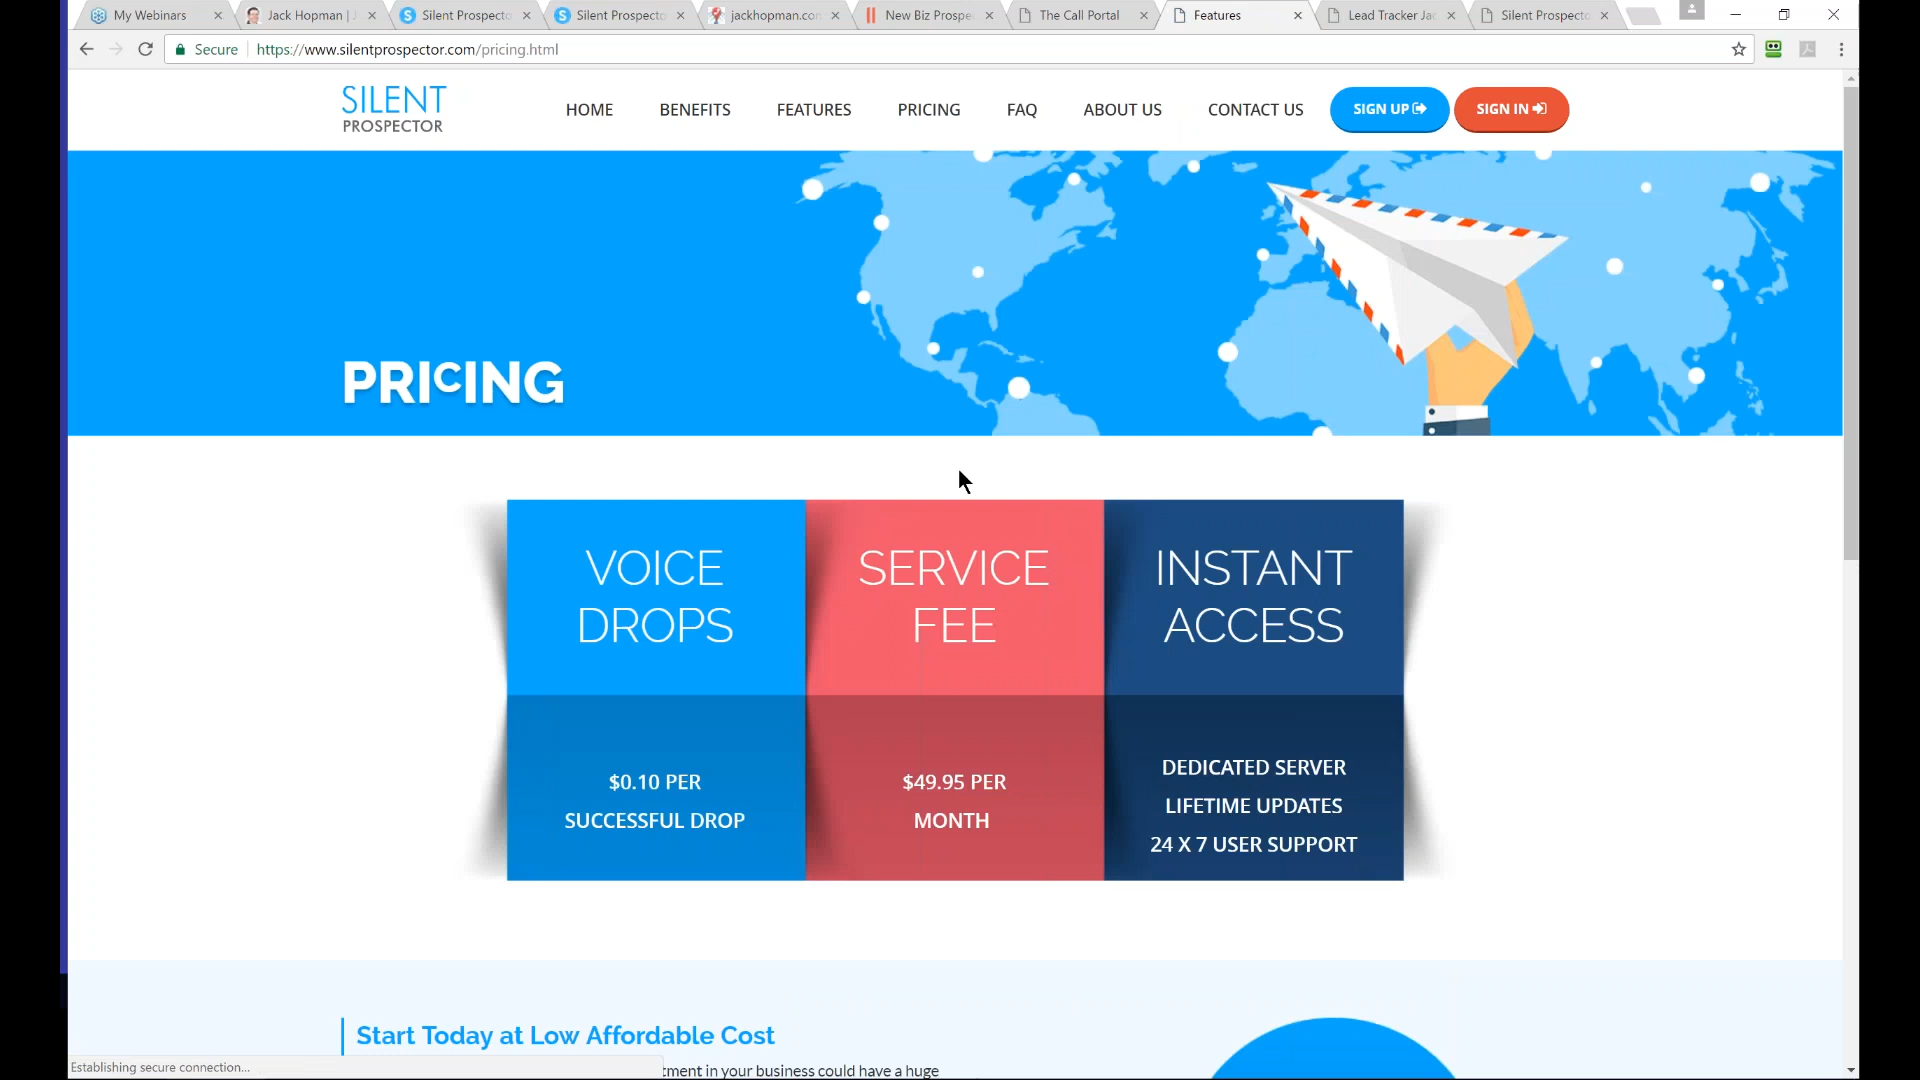 My Webinars
Jack Hopman |
Silent Prospecto
Silent Prospecto
jackhopman.com
New Biz Prospe
The Call Portal
Features
Lead Tracker Ja
Silent Prospecto
Secure
https://www.silentprospector.com/pricing.html
SILENT
PROSPECTOR
HOME
BENEFITS
FEATURES
PRICING
FAQ
ABOUT US
CONTACT US
SIGN UP
SIGN IN
PRICING
VOICE
DROPS
SERVICE
FEE
INSTANT
ACCESS
$0.10 PER
SUCCESSFUL DROP
$49.95 PER
MONTH
DEDICATED SERVER
LIFETIME UPDATES
24 X 7 USER SUPPORT
Start Today at Low Affordable Cost
Establishing secure connection...
tment in your business could have a huge